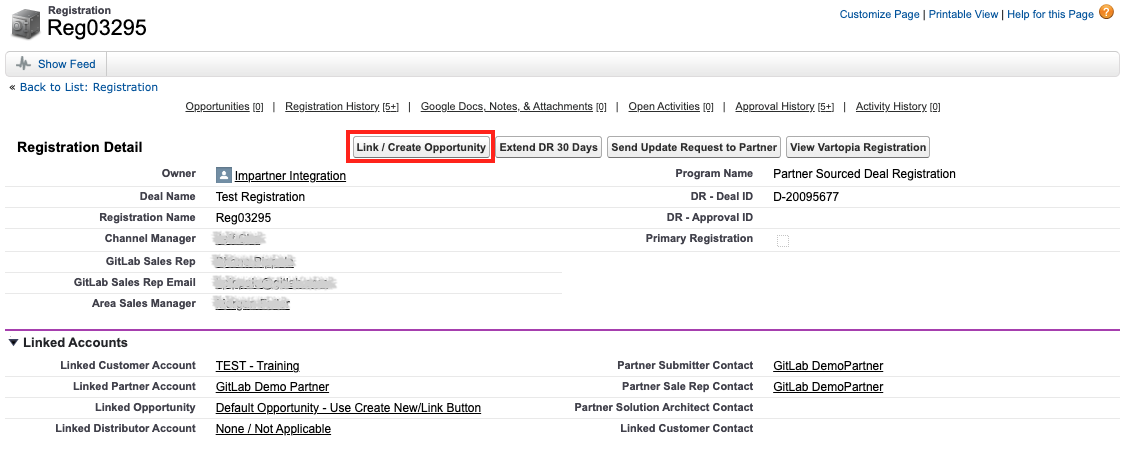 Registration
Reg03295
Customize Page | Printable View | Help for this Page ?
Show Feed
« Back to List: Registration
Opportunities [0] | Registration History [5+] | Google Docs, Notes, & Attachments [0] | Open Activities [0] | Approval History [5+] | Activity History [0]
Registration Detail Link / Create Opportunity Extend DR 30 Days Send Update Request to Partner View Vartopia Registration
Owner Impartner Integration Program Name Partner Sourced Deal Registration
Deal Name Test Registration DR - Deal ID D-20095677
Registration Name Reg03295 DR - Approval ID
Channel Manager Primary Registration
GitLab Sales Rep
GitLab Sales Rep Email
Area Sales Manager
Linked Accounts
Linked Customer Account TEST - Training Partner Submitter Contact GitLab DemoPartner
Linked Partner Account GitLab Demo Partner Partner Sale Rep Contact GitLab DemoPartner
Linked Opportunity Default Opportunity - Use Create New/Link Button Partner Solution Architect Contact
Linked Distributor Account None / Not Applicable Linked Customer Contact